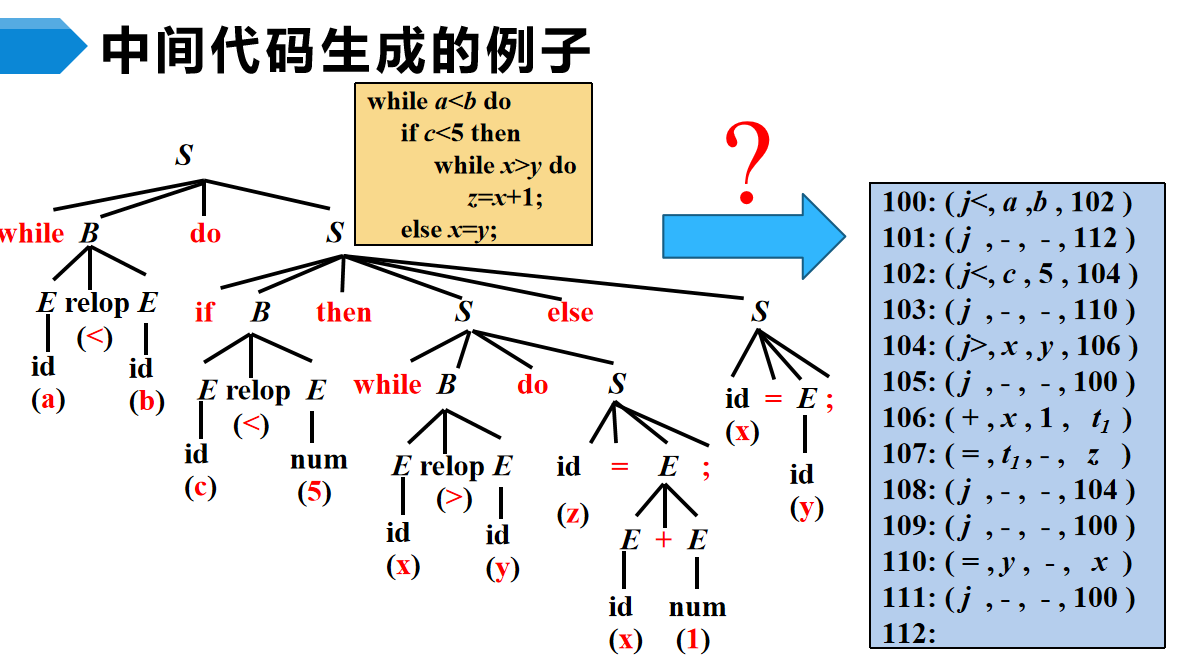 中间代码生成的例子
while a<b do
if c<5 then
while x>y do
z=x+1;
else x=y;
?
S
while B do S
E relop E
(<)
id id
(a) (b)
if B then S else S
E relop E
(<)
id num
(c) (5)
while B do S
id = E ;
(x)
id
(y)
E relop E
(>)
id id
(x) (y)
id = E ;
(z)
E + E
id num
(x) (1)
100: ( j<, a ,b , 102 )
101: ( j , - , - , 112 )
102: ( j<, c , 5 , 104 )
103: ( j , - , - , 110 )
104: ( j>, x , y , 106 )
105: ( j , - , - , 100 )
106: ( + , x , 1 , t1 )
107: ( = , t1 , - , z )
108: ( j , - , - , 104 )
109: ( j , - , - , 100 )
110: ( = , y , - , x )
111: ( j , - , - , 100 )
112: